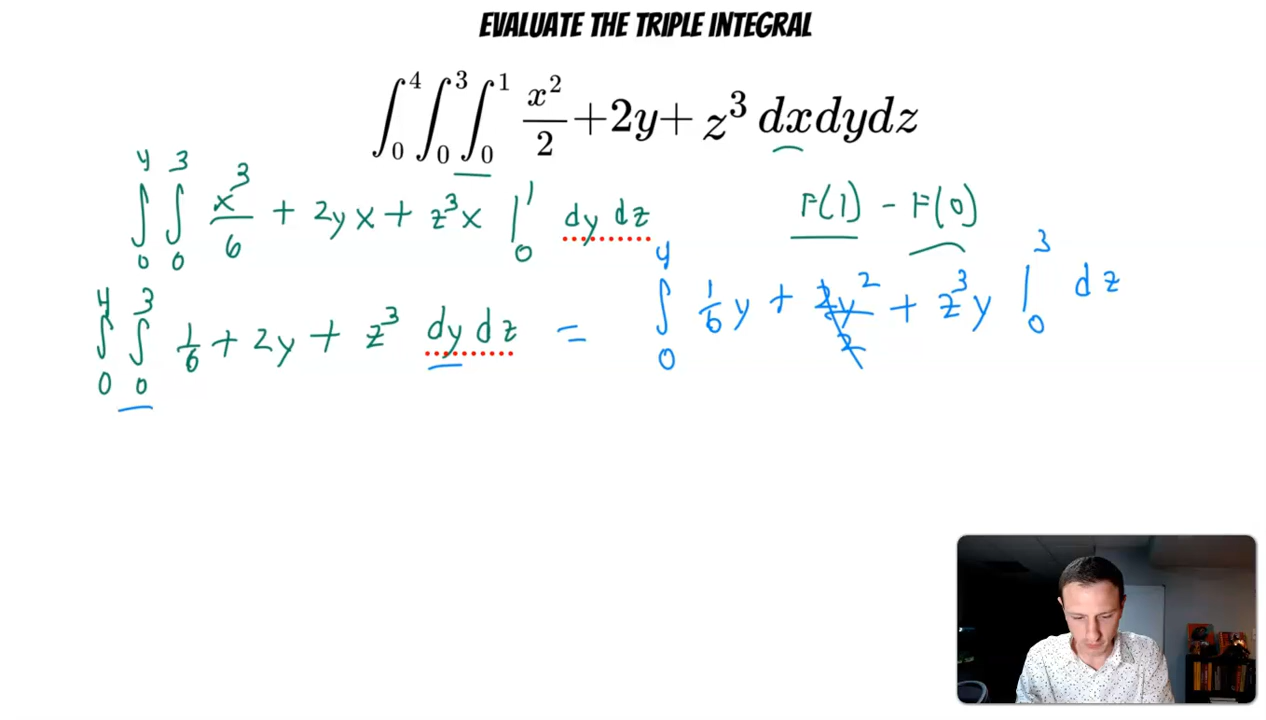 EVALUATE THE TRIPLE INTEGRAL
∫₀⁴ ∫₀³ ∫₀¹ x²/2 + 2y + z³ dxdydz
∫₀⁴ ∫₀³ x³/6 + 2yx + z³x |₀¹ dy dz
F(1) - F(0)
∫₀⁴ ∫₀³ 1/6 + 2y + z³ dy dz = ∫₀⁴ 1/6 y + 2y²/2 + z³y |₀³ dz